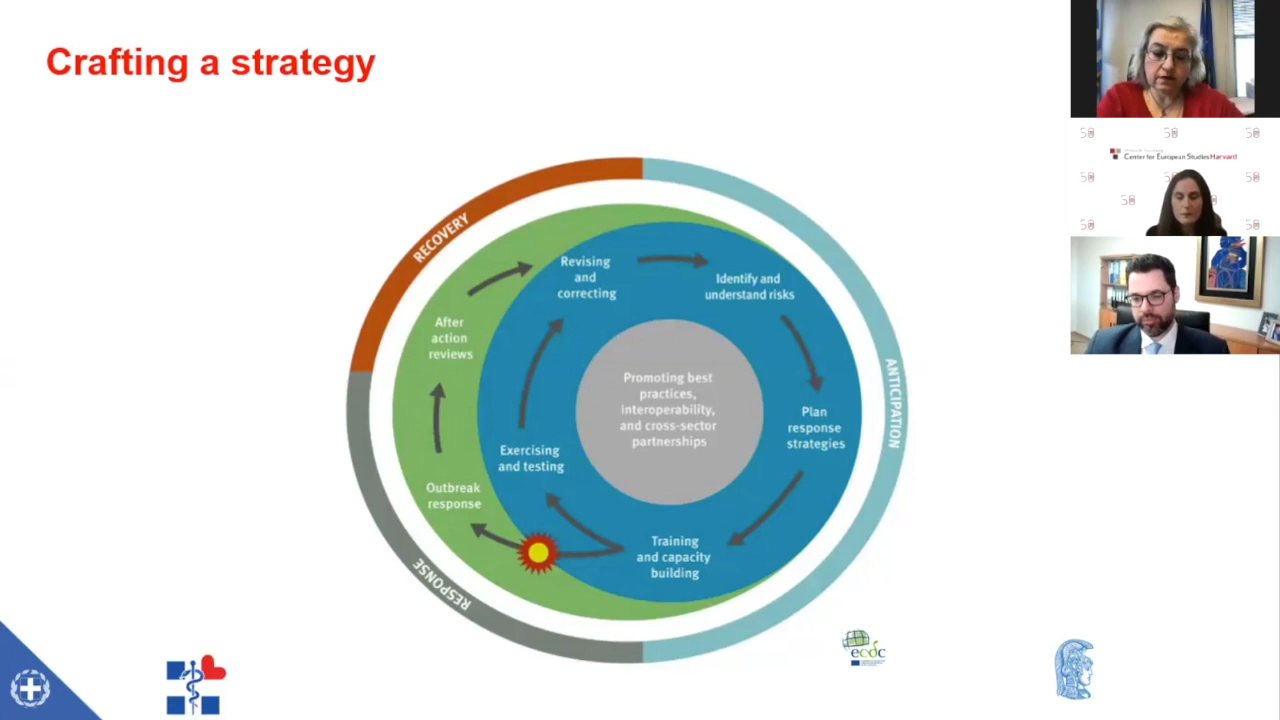 Crafting a strategy
RECOVERY
ANTICIPATION
RESPONSE
Revising
and
correcting
Identify and
understand risks
Plan
response
strategies
Training
and capacity
building
Exercising
and testing
Outbreak
response
After
action
reviews
Promoting best
practices,
interoperability,
and cross-sector
partnerships
ecdc
Center for European Studies Harvard